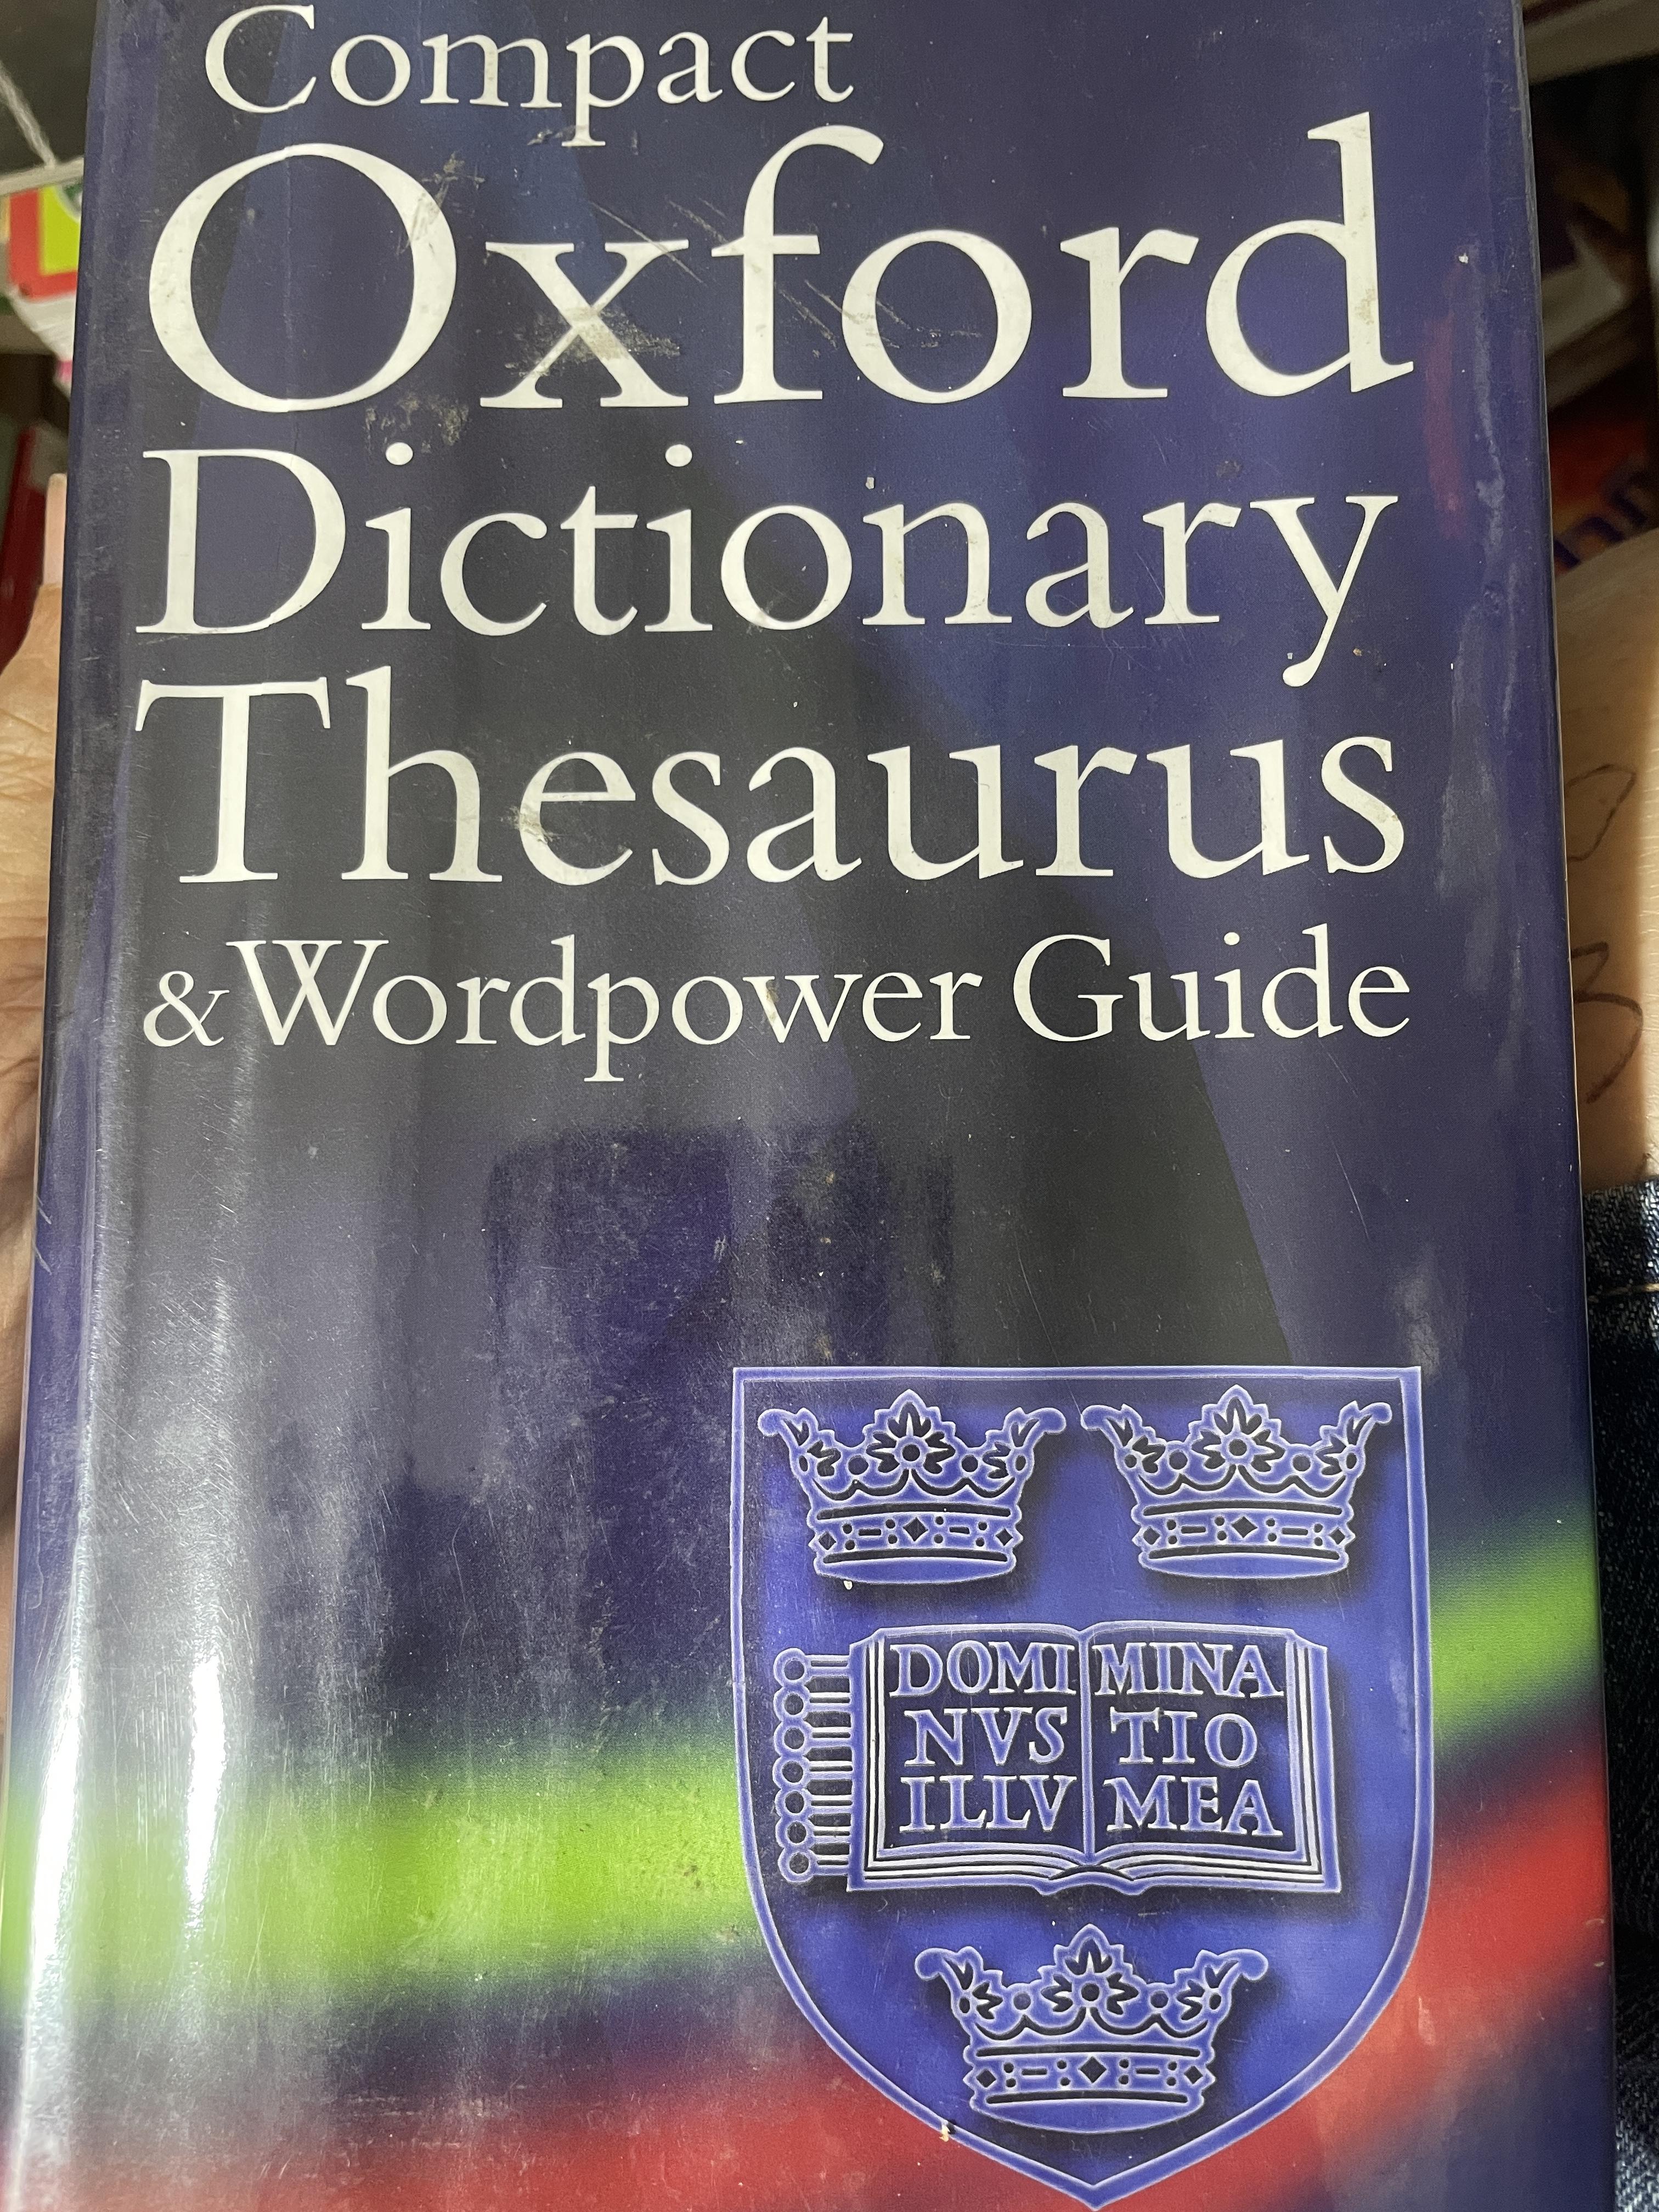 Compact
Oxford
Dictionary
Thesaurus
& Wordpower Guide
DOMI MINA
NVS TIO
ILLV MEA